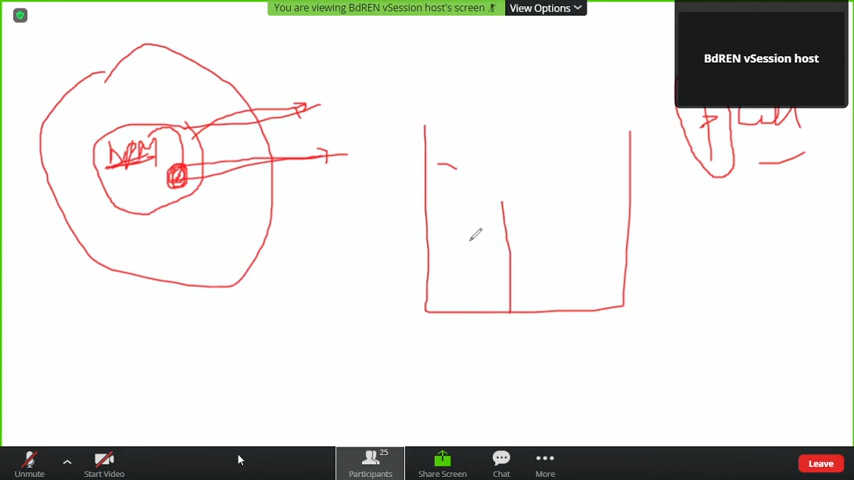 You are viewing BdREN vSession host's screen
View Options
BdREN vSession host
25
Unmute
Start Video
Participants
Share Screen
Chat
More
Leave